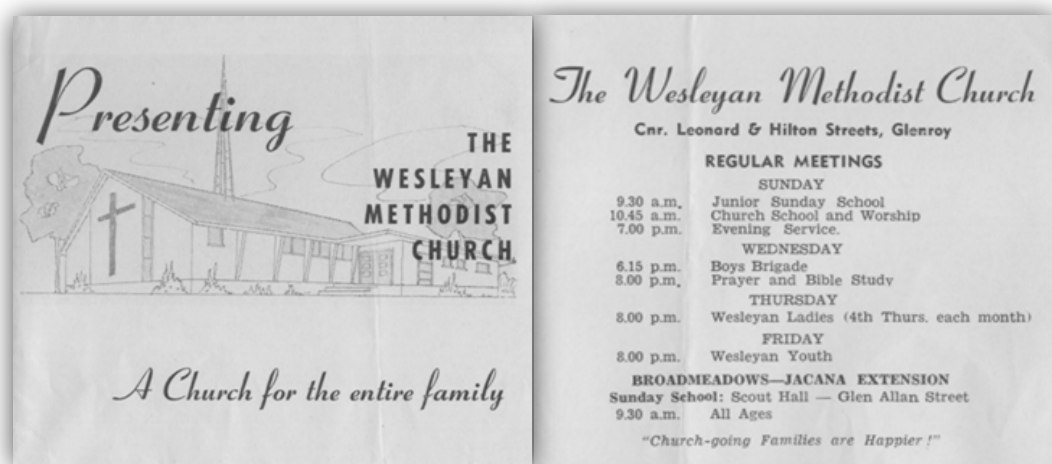 Presenting
THE
WESLEYAN
METHODIST
CHURCH
A Church for the entire family
The Wesleyan Methodist Church
Cnr. Leonard & Hilton Streets, Glenroy
REGULAR MEETINGS
SUNDAY
9.30 a.m. Junior Sunday School
10.45 a.m. Church School and Worship
7.00 p.m. Evening Service.
WEDNESDAY
6.15 p.m. Boys Brigade
8.00 p.m. Prayer and Bible Study
THURSDAY
8.00 p.m. Wesleyan Ladies (4th Thurs. each month)
FRIDAY
8.00 p.m. Wesleyan Youth
BROADMEADOWS—JACANA EXTENSION
Sunday School: Scout Hall — Glen Allan Street
9.30 a.m. All Ages
"Church-going Families are Happier!"